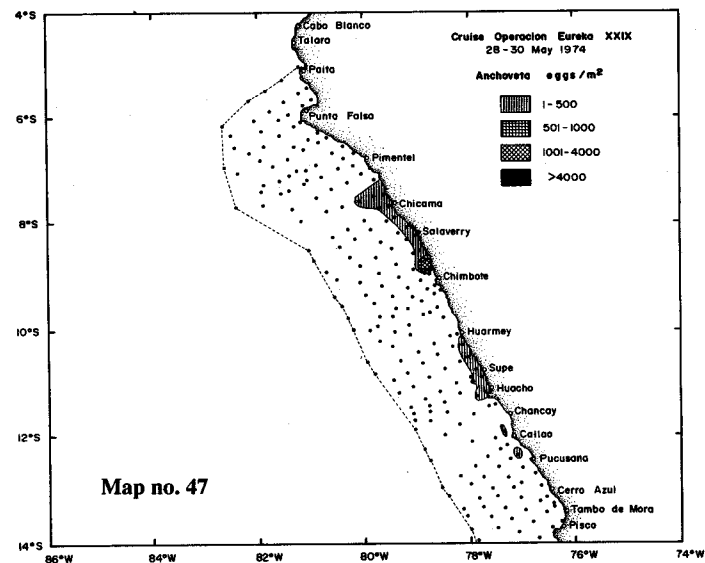 4°S
6°S
8°S
10°S
12°S
14°S
86°W
84°W
82°W
80°W
78°W
76°W
74°W
Cruise Operacion Eureka XXIX
28-30 May 1974
Anchoveta eggs/m²
1-500
501-1000
1001-4000
>4000
Cabo Blanco
Talara
Paita
Punta Falsa
Pimentel
Chicama
Salaverry
Chimbote
Huarmey
Supe
Huacho
Chancay
Callao
Pucusana
Cerro Azul
Tambo de Mora
Pisco
Map no. 47